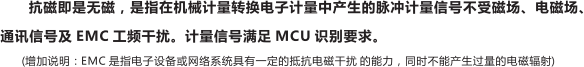 抗磁即是无磁，是指在机械计量转换电子计量中产生的脉冲计量信号不受磁场、电磁场、
通讯信号及 EMC 工频干扰。计量信号满足 MCU 识别要求。
(增加说明：EMC 是指电子设备或网络系统具有一定的抵抗电磁干扰 的能力，同时不能产生过量的电磁辐射)